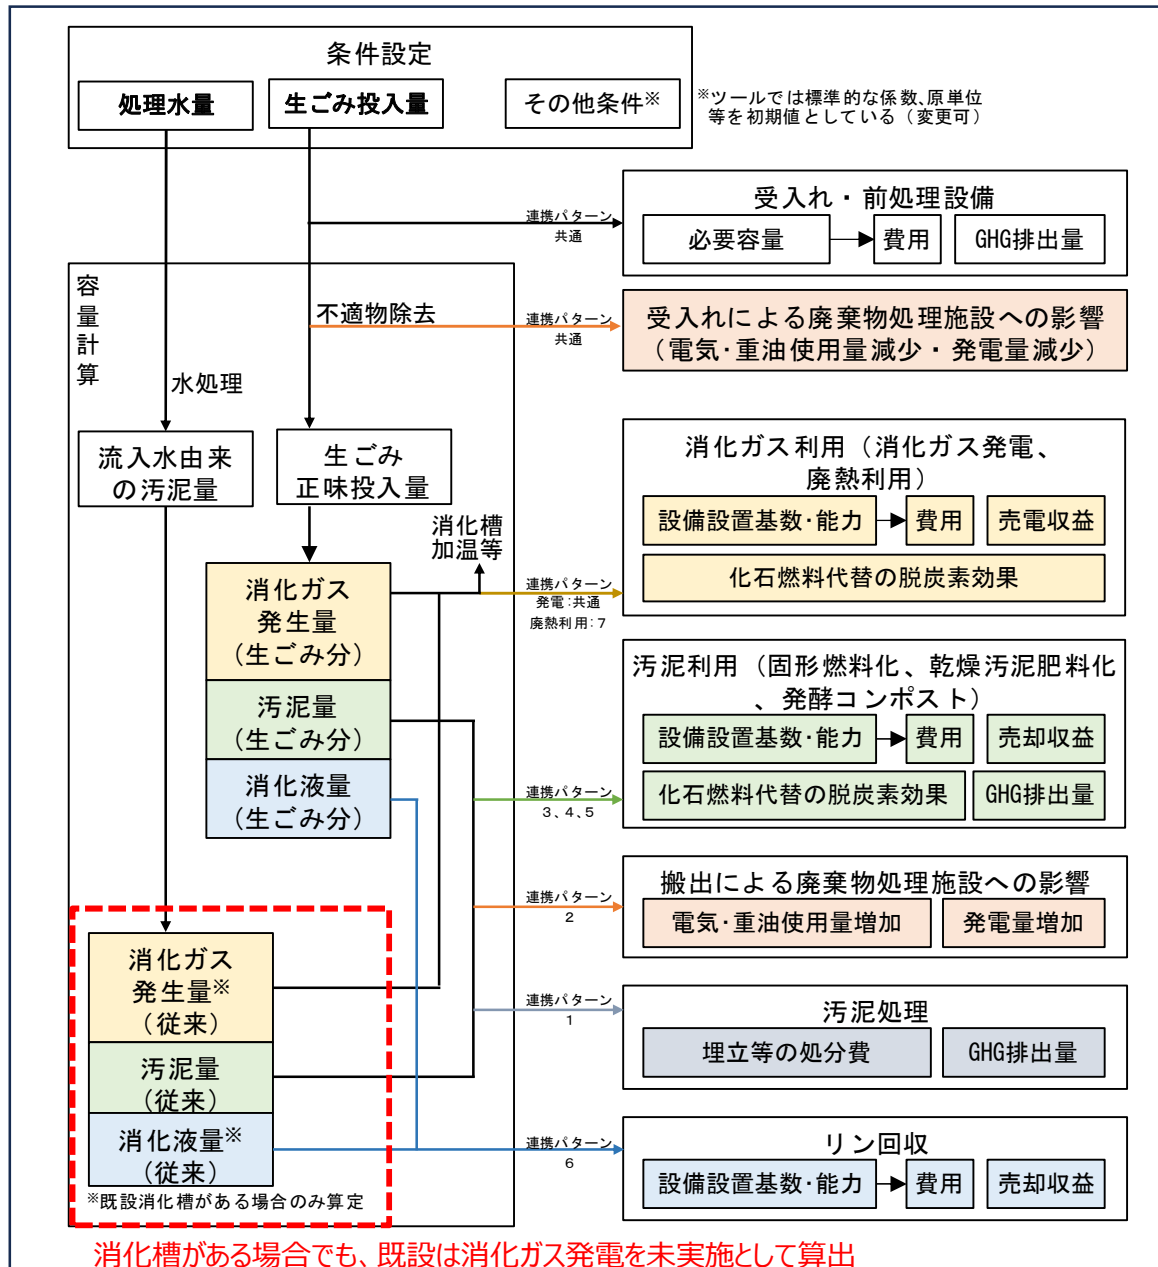 条件設定
処理水量
生ごみ投入量
その他条件※
※ツールでは標準的な係数、原単位
等を初期値としている（変更可）
連携パターン
共通
受入れ・前処理設備
必要容量
費用
GHG排出量
容量計算
不適物除去
連携パターン
共通
受入れによる廃棄物処理施設への影響
（電気・重油使用量減少・発電量減少）
水処理
流入水由来
の汚泥量
生ごみ
正味投入量
消化槽
加温等
消化ガス利用（消化ガス発電、
廃熱利用）
設備設置基数・能力
費用
売電収益
化石燃料代替の脱炭素効果
連携パターン
発電：共通
廃熱利用：7
消化ガス
発生量
（生ごみ分）
汚泥量
（生ごみ分）
消化液量
（生ごみ分）
汚泥利用（固形燃料化、乾燥汚泥肥料化
、発酵コンポスト）
設備設置基数・能力
費用
売却収益
化石燃料代替の脱炭素効果
GHG排出量
連携パターン
3、4、5
搬出による廃棄物処理施設への影響
電気・重油使用量増加
発電量増加
連携パターン
2
消化ガス
発生量※
（従来）
汚泥量
（従来）
消化液量※
（従来）
※既設消化槽がある場合のみ算定
連携パターン
1
汚泥処理
埋立等の処分費
GHG排出量
連携パターン
6
リン回収
設備設置基数・能力
費用
売却収益
消化槽がある場合でも、既設は消化ガス発電を未実施として算出